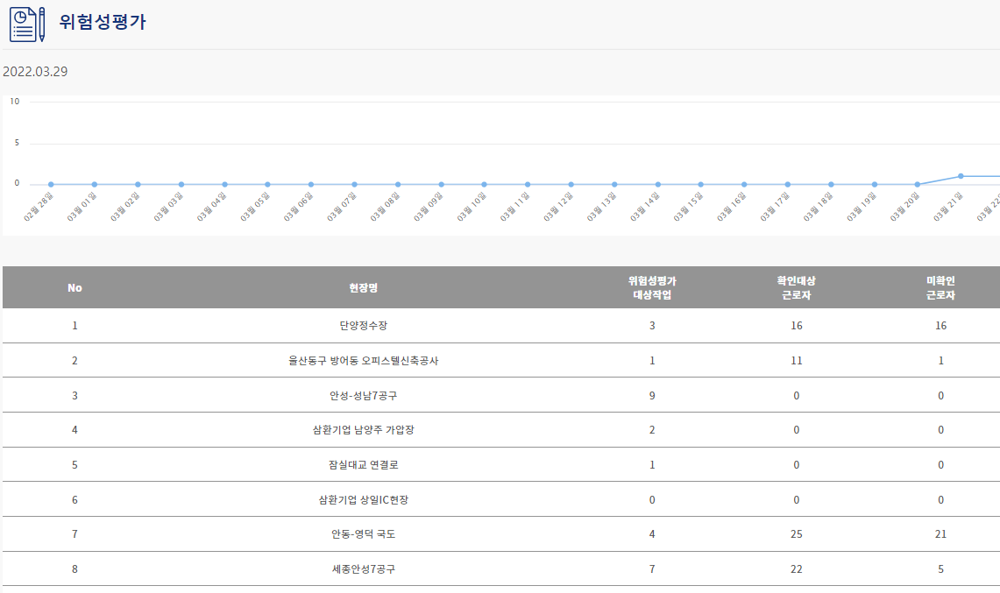 위험성평가
2022.03.29
10
5
0
02월 28일 03월 01일 03월 02일 03월 03일 03월 04일 03월 05일 03월 06일 03월 07일 03월 08일 03월 09일 03월 10일 03월 11일 03월 12일 03월 13일 03월 14일 03월 15일 03월 16일 03월 17일 03월 18일 03월 19일 03월 20일 03월 21일 03월 22
No 현장명 위험성평가 대상작업 확인대상 근로자 미확인 근로자
1 단양정수장 3 16 16
2 울산동구 방어동 오피스텔신축공사 1 11 1
3 안성-성남7공구 9 0 0
4 삼환기업 남양주 가압장 2 0 0
5 잠실대교 연결로 1 0 0
6 삼환기업 상일IC현장 0 0 0
7 안동-영덕 국도 4 25 21
8 세종안성7공구 7 22 5